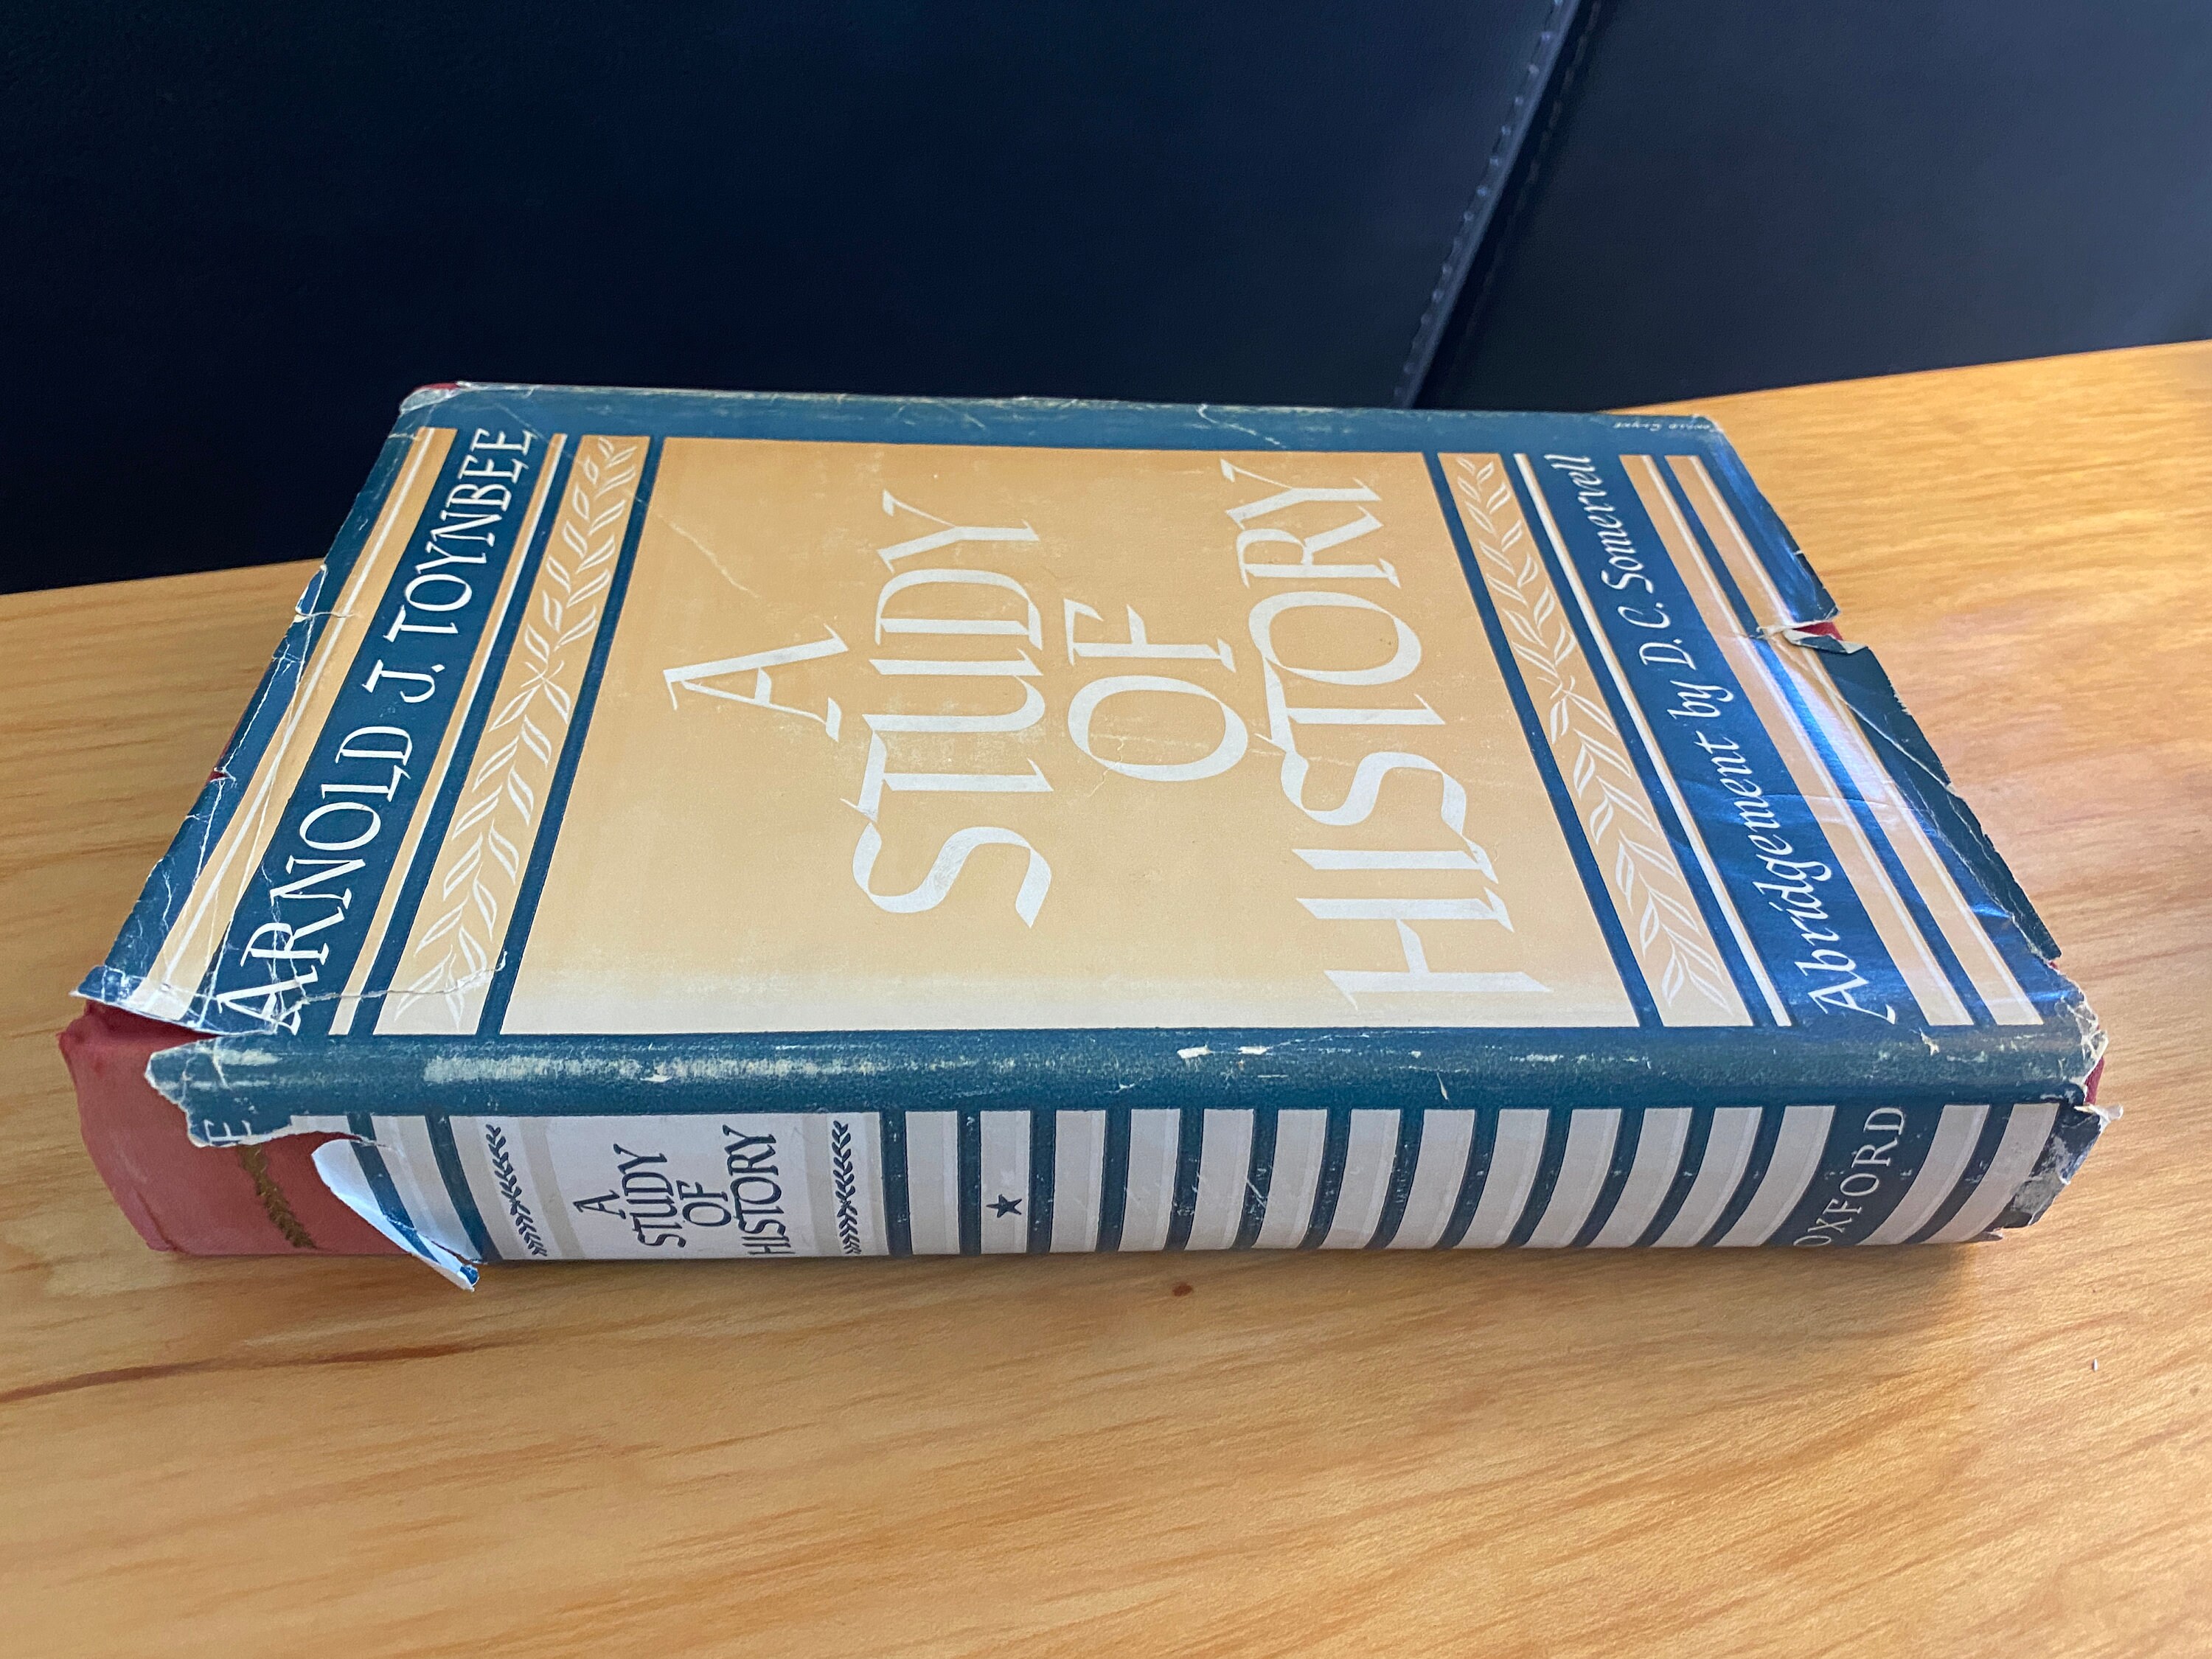 ARNOLD J. TOYNBEE
A
STUDY
OF
HISTORY
Abridgement by D. C. Somervell
E
A
STUDY
OF
HISTORY
OXFORD